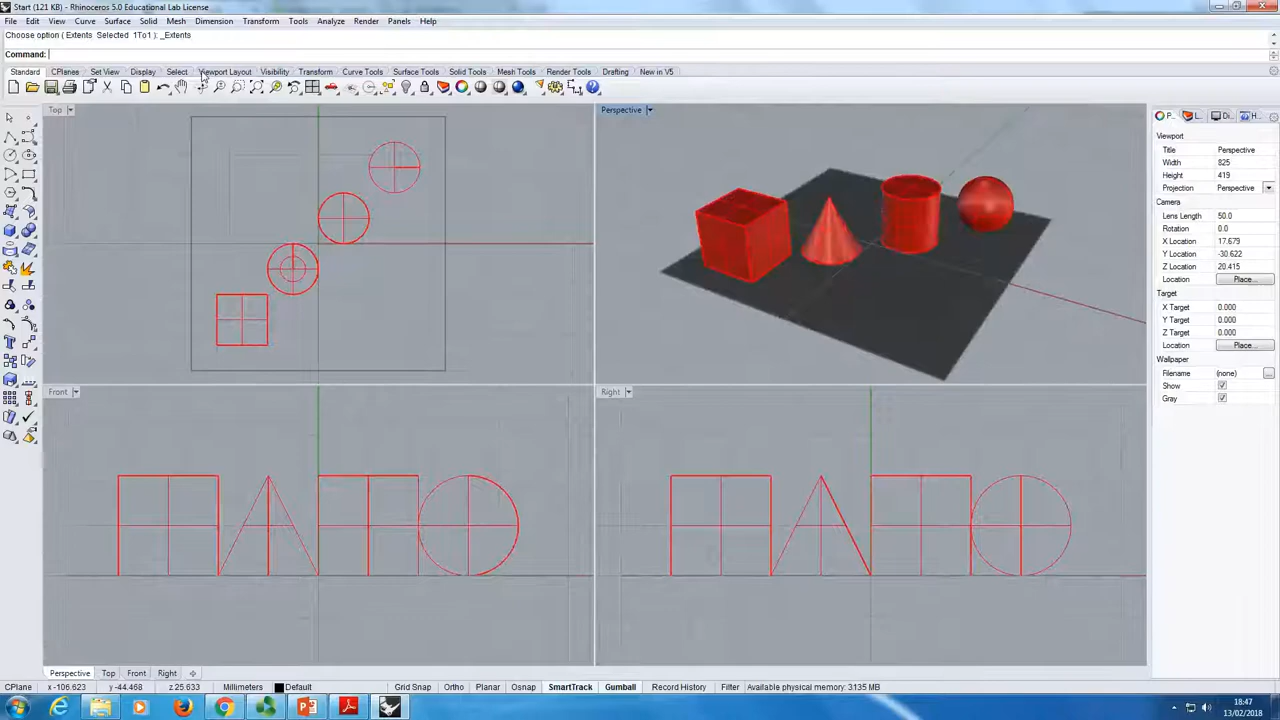 Start (121 KB) - Rhinoceros 5.0 Educational Lab License
File Edit View Curve Surface Solid Mesh Dimension Transform Tools Analyze Render Panels Help
Choose option ( Extents Selected 1To1 ): _Extents
Command:
Standard CPlanes Set View Display Select Viewport Layout Visibility Transform Curve Tools Surface Tools Solid Tools Mesh Tools Render Tools Drafting New in V5
Top
Perspective
Front
Right
P... L... Di... H...
Viewport
Title Perspective
Width 825
Height 419
Projection Perspective
Camera
Lens Length 50.0
Rotation 0.0
X Location 17.679
Y Location -30.622
Z Location 20.415
Location Place...
Target
X Target 0.000
Y Target 0.000
Z Target 0.000
Location Place...
Wallpaper
Filename (none) ...
Show
Gray
Perspective Top Front Right
CPlane x -106.623 y -44.468 z 25.633 Millimeters Default Grid Snap Ortho Planar Osnap SmartTrack Gumball Record History Filter Available physical memory: 3135 MB
18:47
13/02/2018